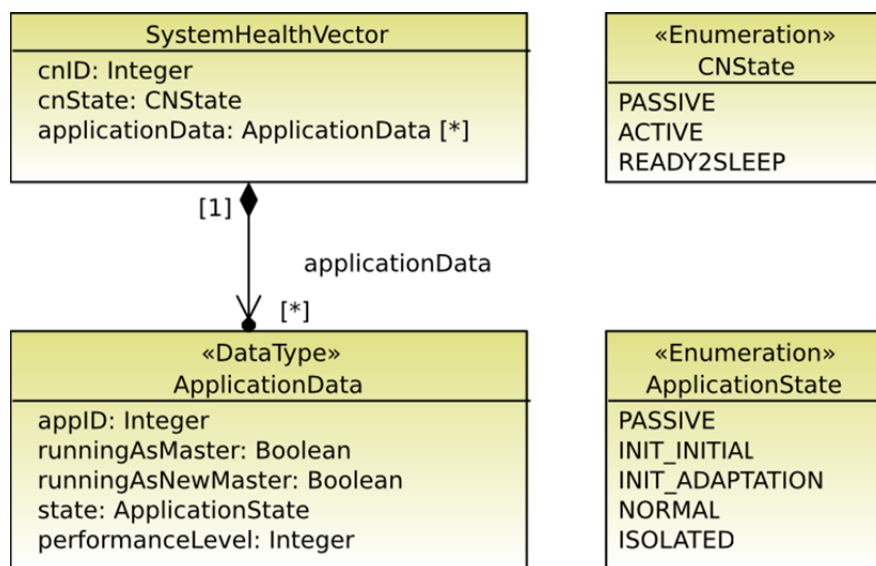 SystemHealthVector
cnID: Integer
cnState: CNState
applicationData: ApplicationData [*]
«Enumeration»
CNState
PASSIVE
ACTIVE
READY2SLEEP
[1]
applicationData
[*]
«DataType»
ApplicationData
appID: Integer
runningAsMaster: Boolean
runningAsNewMaster: Boolean
state: ApplicationState
performanceLevel: Integer
«Enumeration»
ApplicationState
PASSIVE
INIT_INITIAL
INIT_ADAPTATION
NORMAL
ISOLATED